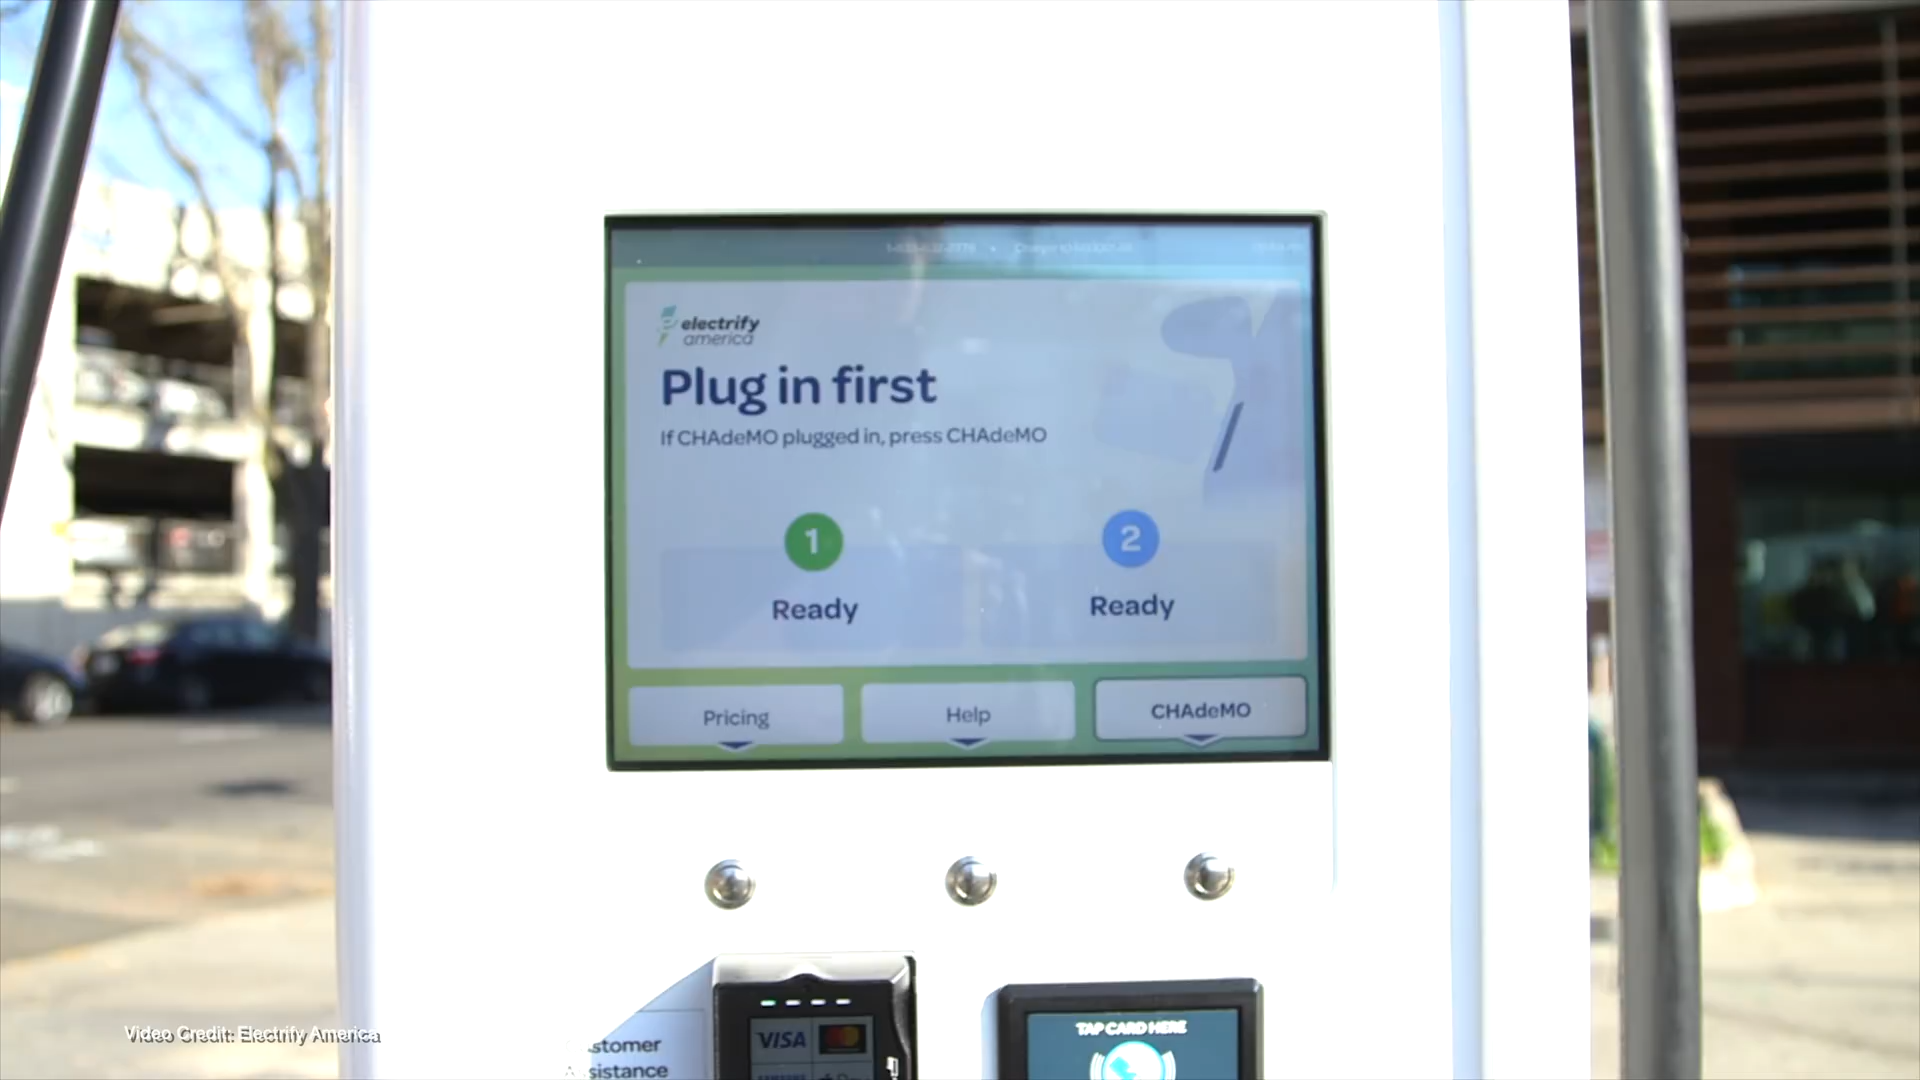 electrify
america
Plug in first
If CHAdeMO plugged in, press CHAdeMO
1
2
Ready
Ready
Pricing
Help
CHAdeMO
VISA
TAP CARD HERE
stomer
sistance
Video Credit: Electrify America